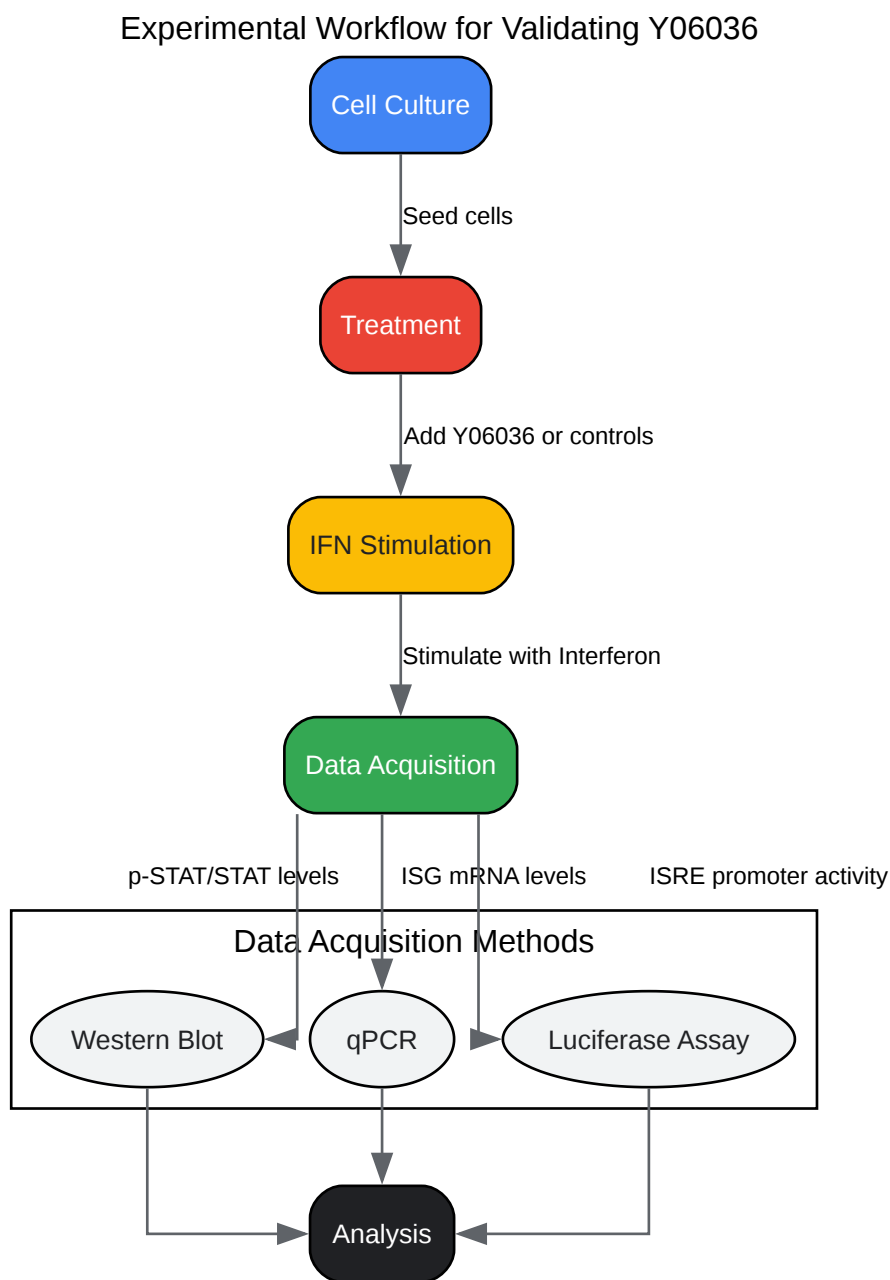 Experimental Workflow for Validating Y06036
Cell Culture
Seed cells
Treatment
Add Y06036 or controls
IFN Stimulation
Stimulate with Interferon
Data Acquisition
p-STAT/STAT levels
ISG mRNA levels
ISRE promoter activity
Data Acquisition Methods
Western Blot
qPCR
Luciferase Assay
Analysis